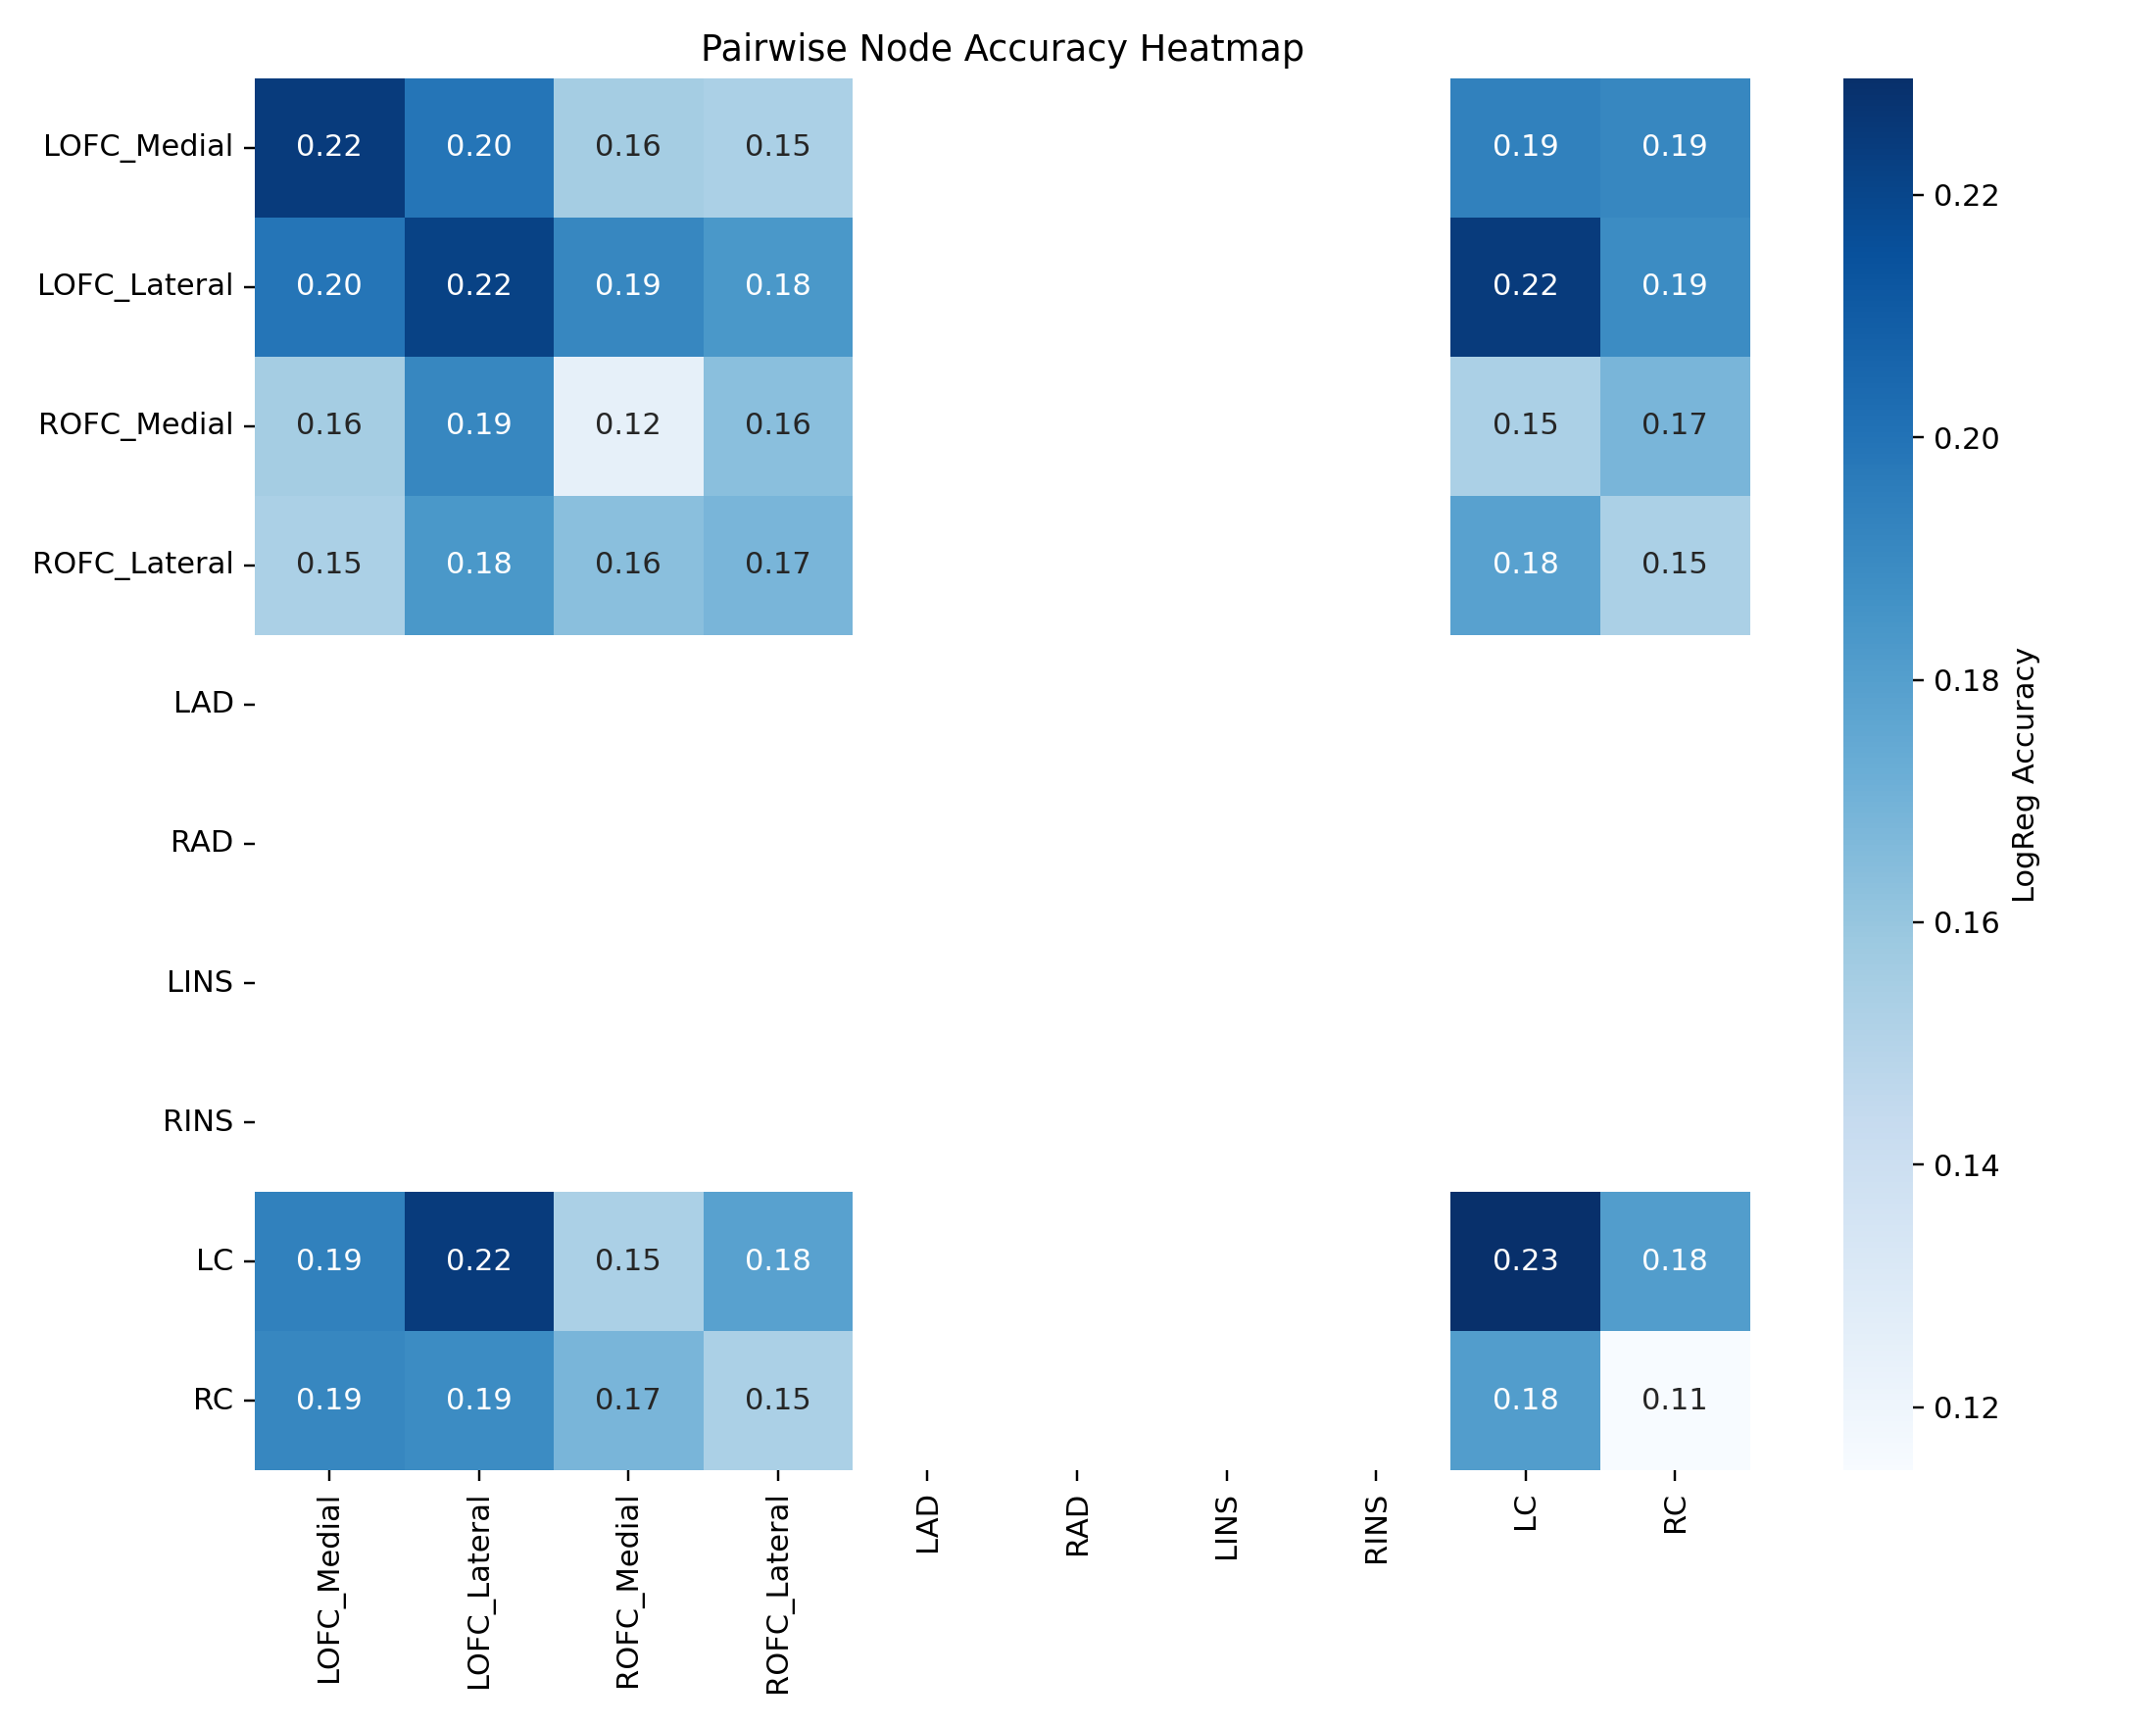 Pairwise Node Accuracy Heatmap
LOFC_Medial 0.22 0.20 0.16 0.15 0.19 0.19
LOFC_Lateral 0.20 0.22 0.19 0.18 0.22 0.19
ROFC_Medial 0.16 0.19 0.12 0.16 0.15 0.17
ROFC_Lateral 0.15 0.18 0.16 0.17 0.18 0.15
LAD
RAD
LINS
RINS
LC 0.19 0.22 0.15 0.18 0.23 0.18
RC 0.19 0.19 0.17 0.15 0.18 0.11
LOFC_Medial
LOFC_Lateral
ROFC_Medial
ROFC_Lateral
LAD
RAD
LINS
RINS
LC
RC
0.22
0.20
0.18
0.16
0.14
0.12
LogReg Accuracy